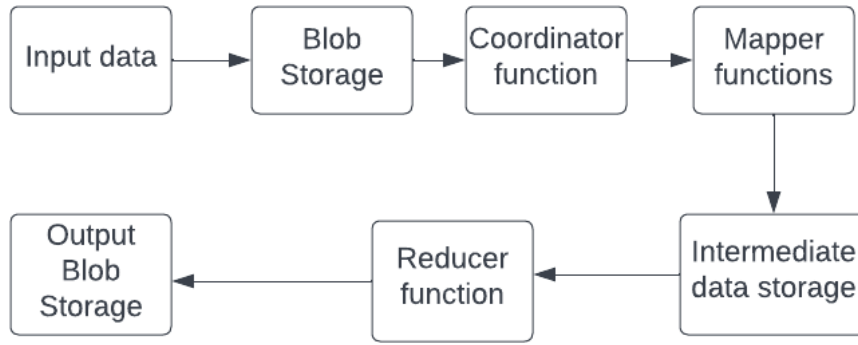 Input data
Blob
Storage
Coordinator
function
Mapper
functions
Output
Blob
Storage
Reducer
function
Intermediate
data storage